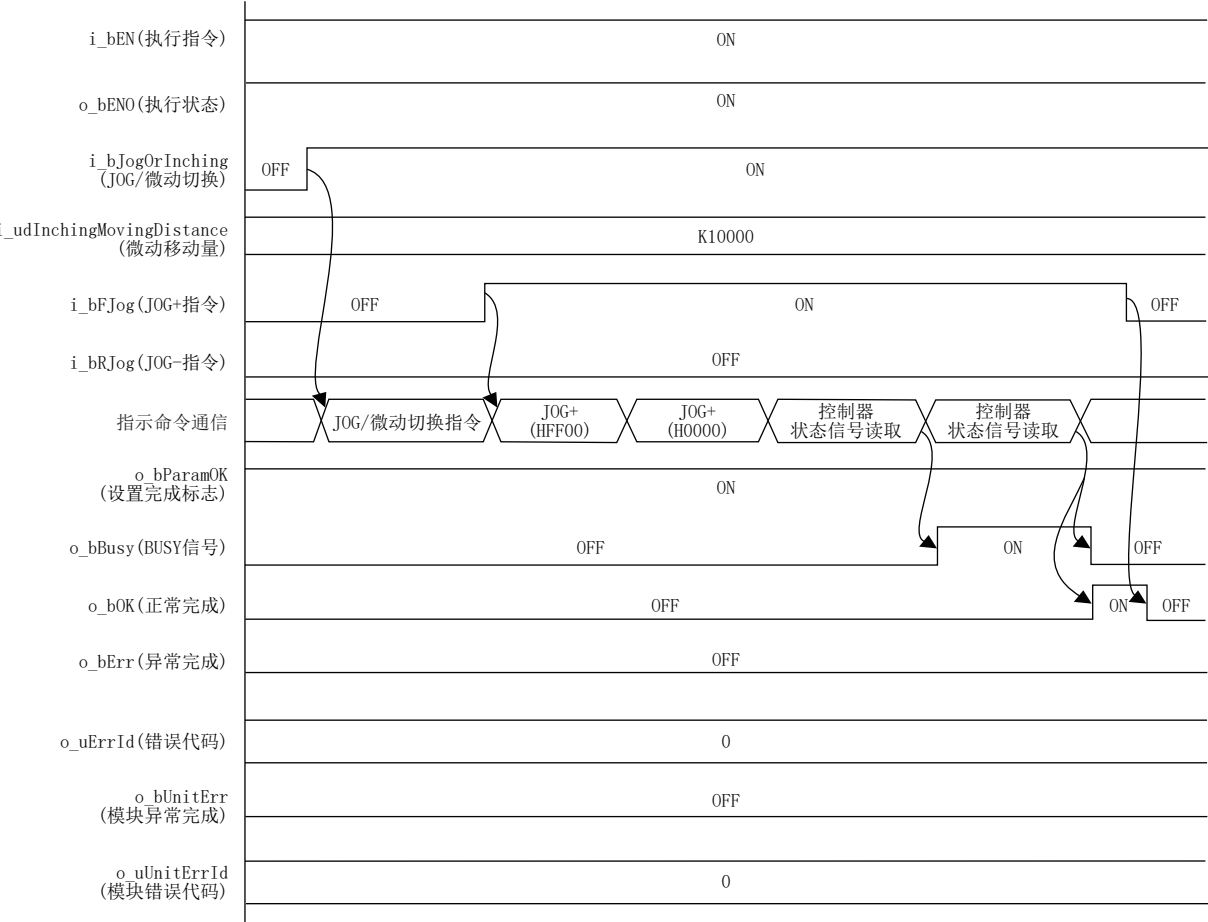 i_bEN(执行指令)
ON
o_bENO(执行状态)
ON
i_bJogOrInching
(JOG/微动切换)
OFF
ON
i_udInchingMovingDistance
(微动移动量)
K10000
i_bFJog(JOG+指令)
OFF
ON
OFF
i_bRJog(JOG-指令)
OFF
指示命令通信
JOG/微动切换指令
JOG+
(HFF00)
JOG+
(H0000)
控制器
状态信号读取
控制器
状态信号读取
o_bParamOK
(设置完成标志)
ON
o_bBusy(BUSY信号)
OFF
ON
OFF
o_bOK(正常完成)
OFF
ON
OFF
o_bErr(异常完成)
OFF
o_uErrId(错误代码)
0
o_bUnitErr
(模块异常完成)
OFF
o_uUnitErrId
(模块错误代码)
0